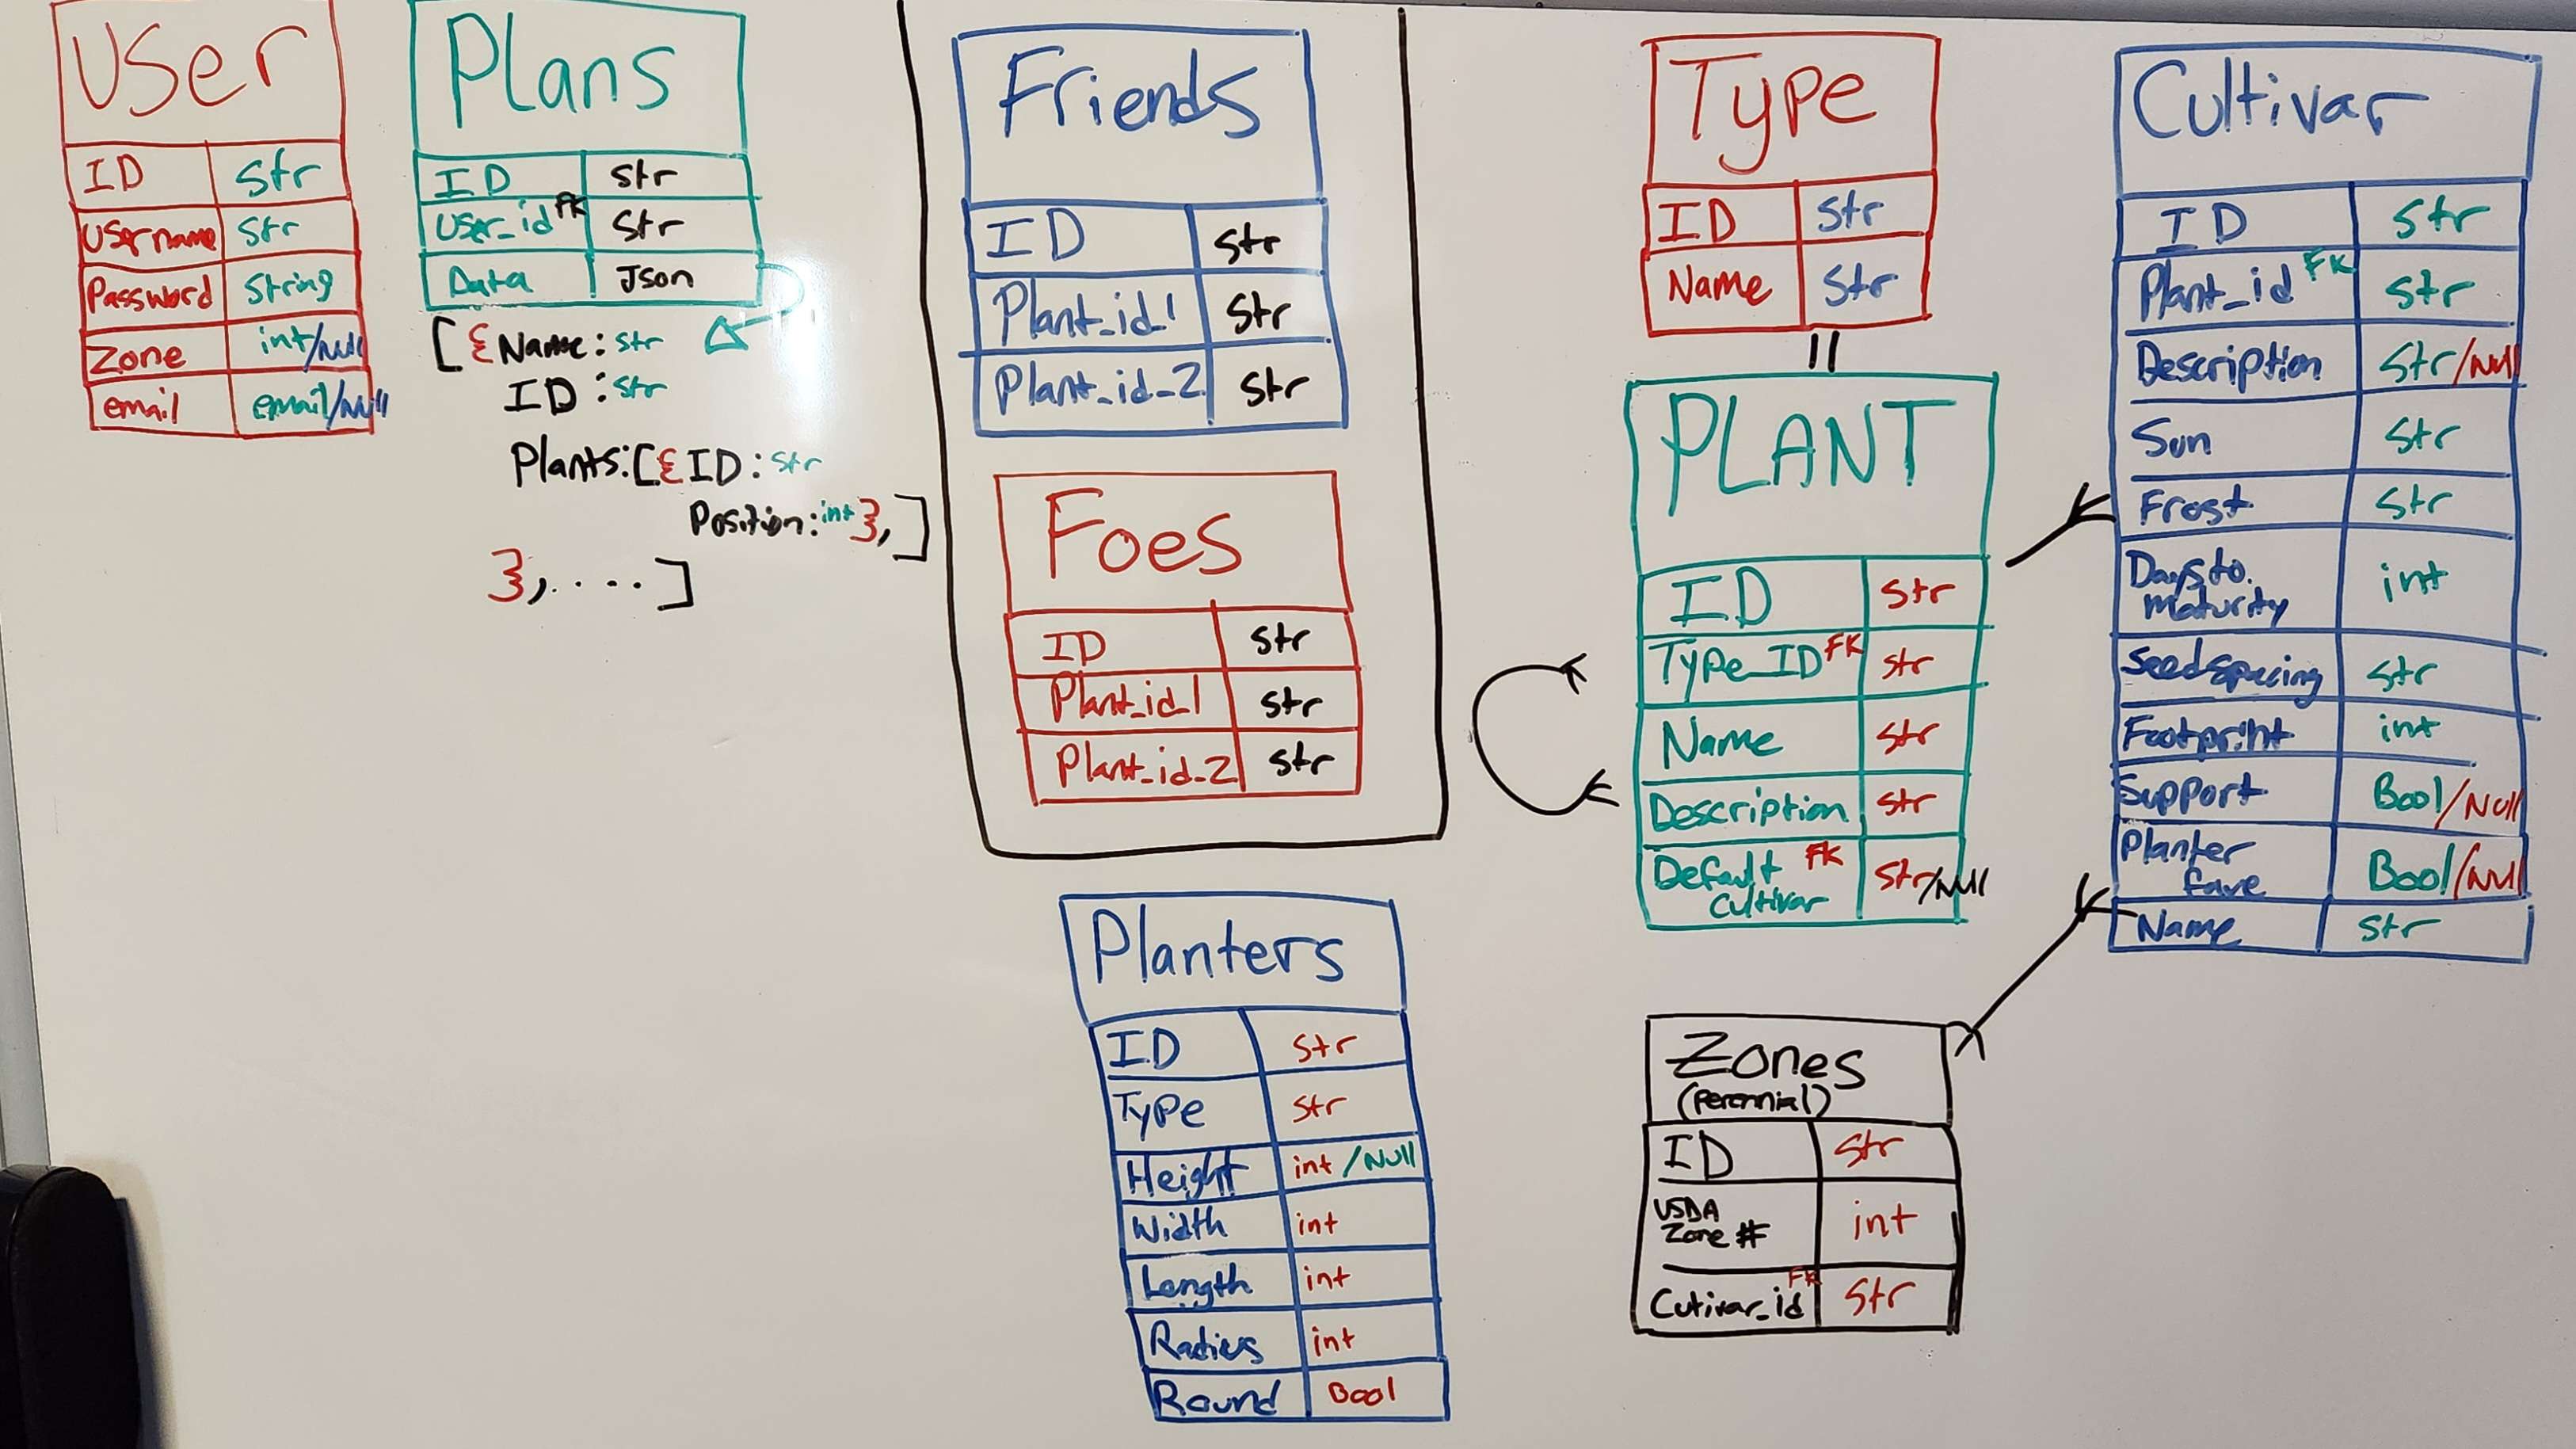 User
ID str
Username str
Password string
Zone int/Null
email email/Null
Plans
ID str
User_id FK str
Data Json
[{Name: str
ID: str
Plants:[{ID: str
Position: int},]
},....]
Friends
ID str
Plant_id_1 str
Plant_id_2 str
Foes
ID str
Plant_id_1 str
Plant_id_2 str
Planters
ID str
Type str
Height int/Null
Width int
Length int
Radius int
Round Bool
Type
ID str
Name str
PLANT
ID str
Type_ID FK str
Name str
Description str
Default FK str/Null
Cultivar
Zones
(Perennial)
ID str
USDA
Zone # int
Cutivar_id FK str
Cultivar
ID str
Plant_id FK str
Description str/Null
Sun str
Frost str
Days to.
maturity int
Seedspacing str
Footprint int
Support Bool/Null
Planter
fave Bool/Null
Name str